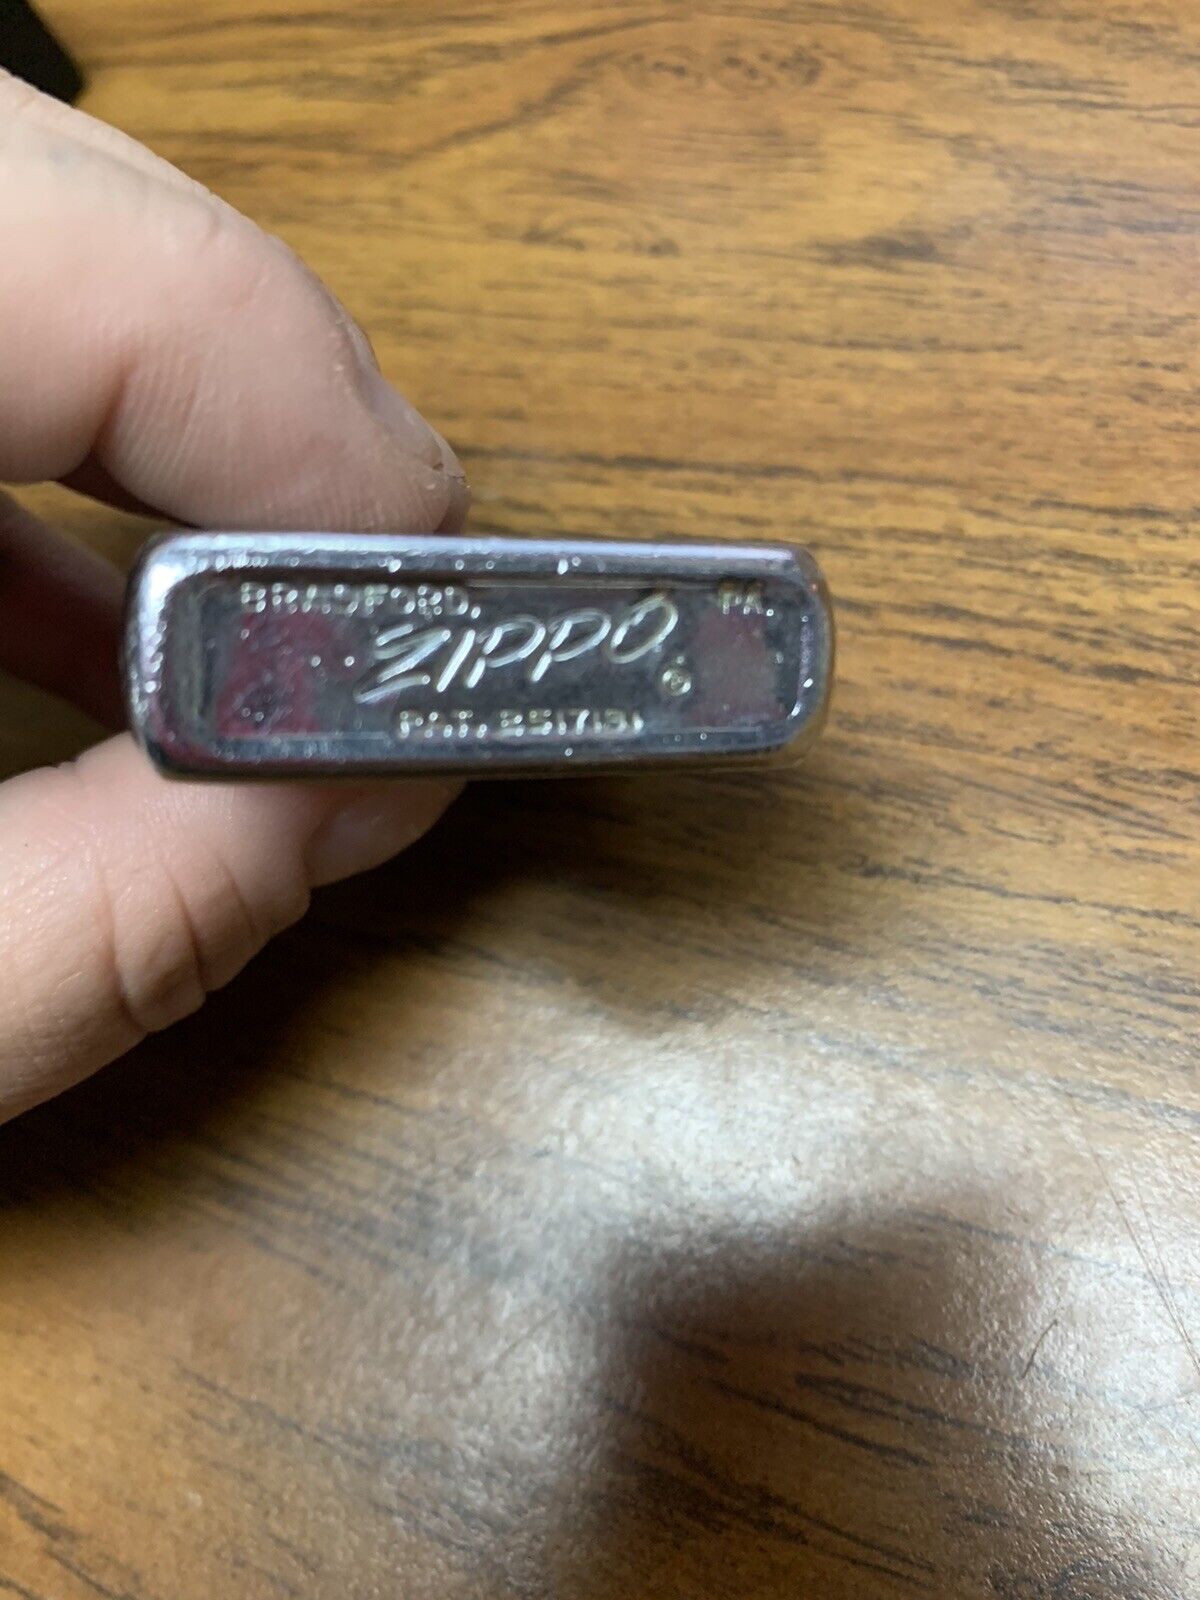 BRADFORD, PA.
Zippo ®
PAT. 2517191